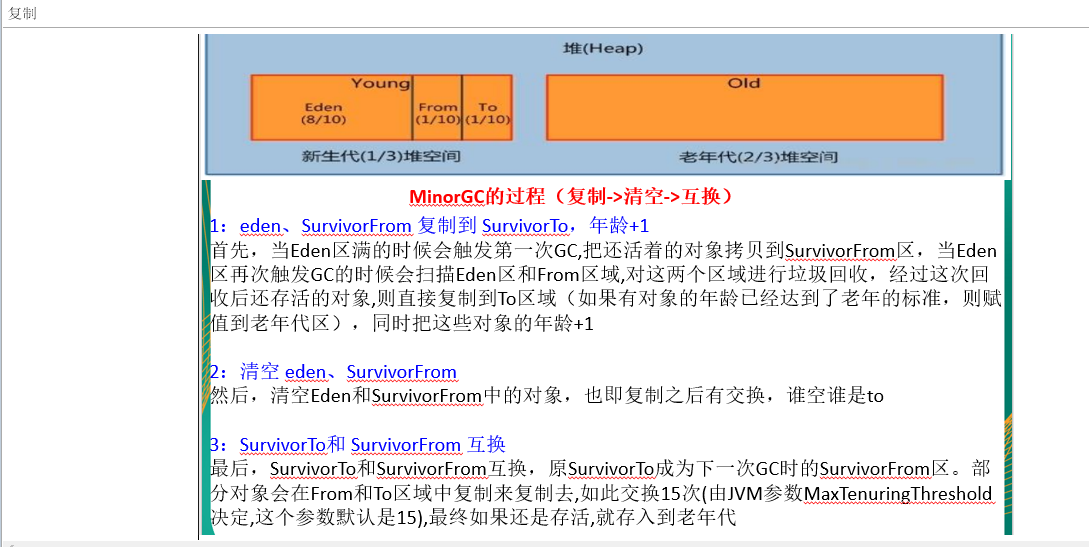 复制
堆(Heap)
Young
Old
Eden
(8/10)
From
(1/10)
To
(1/10)
新生代(1/3)堆空间
老年代(2/3)堆空间
MinorGC的过程（复制->清空->互换）
1：eden、SurvivorFrom 复制到 SurvivorTo，年龄+1
首先，当Eden区满的时候会触发第一次GC,把还活着的对象拷贝到SurvivorFrom区，当Eden
区再次触发GC的时候会扫描Eden区和From区域,对这两个区域进行垃圾回收，经过这次回
收后还存活的对象,则直接复制到To区域（如果有对象的年龄已经达到了老年的标准，则赋
值到老年代区），同时把这些对象的年龄+1
2：清空 eden、SurvivorFrom
然后，清空Eden和SurvivorFrom中的对象，也即复制之后有交换，谁空谁是to
3：SurvivorTo和 SurvivorFrom 互换
最后，SurvivorTo和SurvivorFrom互换，原SurvivorTo成为下一次GC时的SurvivorFrom区。部
分对象会在From和To区域中复制来复制去,如此交换15次(由JVM参数MaxTenuringThreshold
决定,这个参数默认是15),最终如果还是存活,就存入到老年代